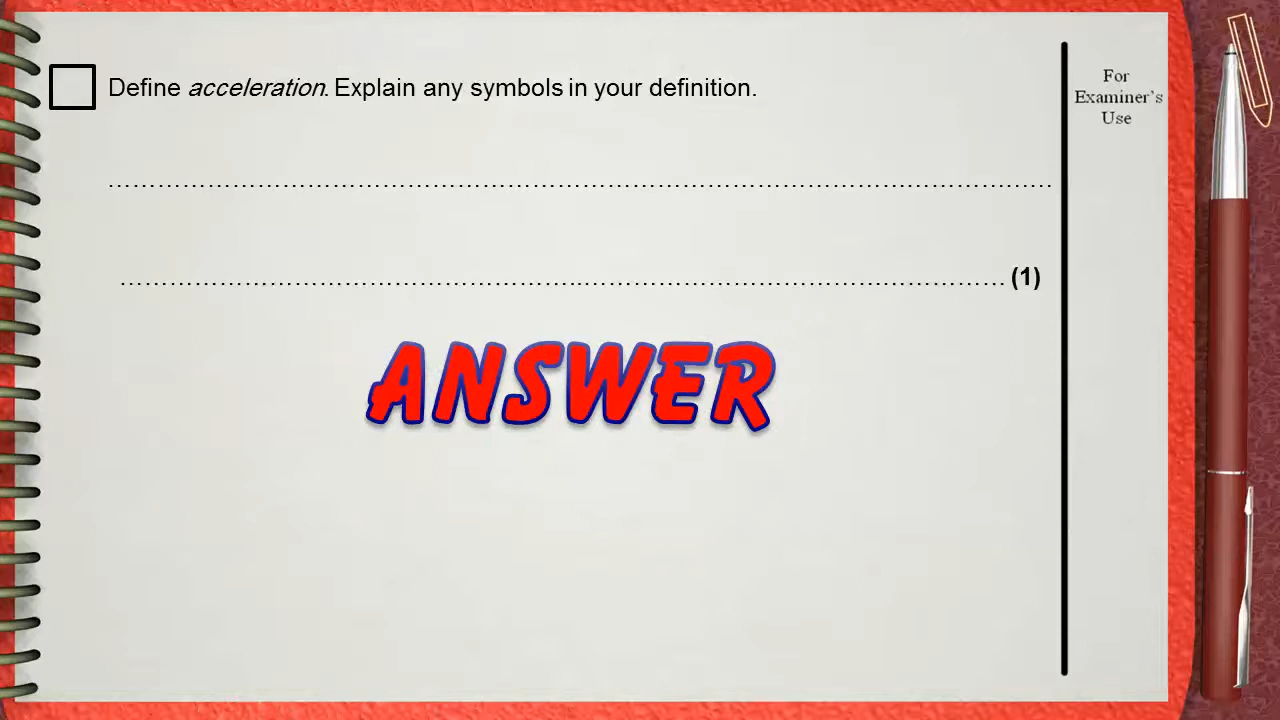 Define acceleration. Explain any symbols in your definition.
For
Examiner's
Use
........................................................................................................
........................................................................................................ (1)
ANSWER